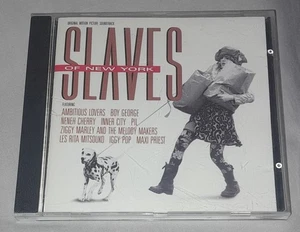 ORIGINAL MOTION PICTURE SOUNDTRACK
SLAVES
OF NEW YORK
FEATURING
AMBITIOUS LOVERS BOY GEORGE
NENEH CHERRY INNER CITY PIL
ZIGGY MARLEY AND THE MELODY MAKERS
LES RITA MITSOUKO IGGY POP MAXI PRIEST